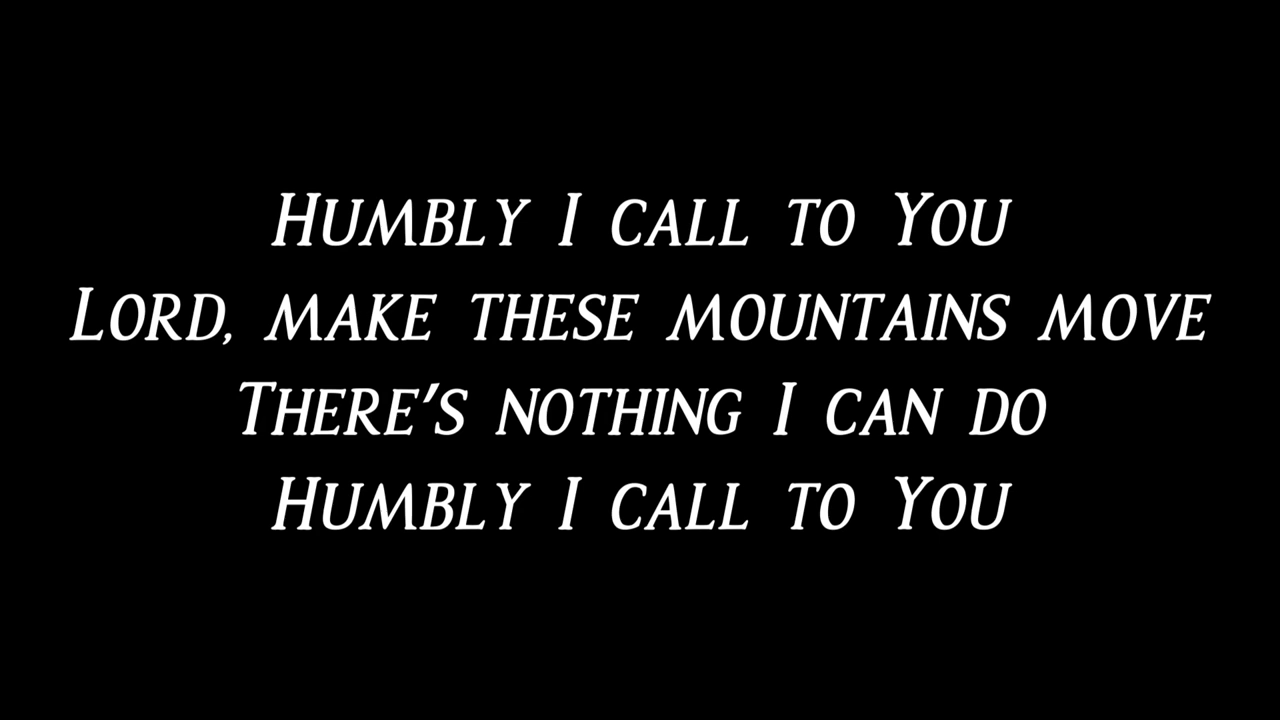 Humbly I call to You
Lord, make these mountains move
There's nothing I can do
Humbly I call to You